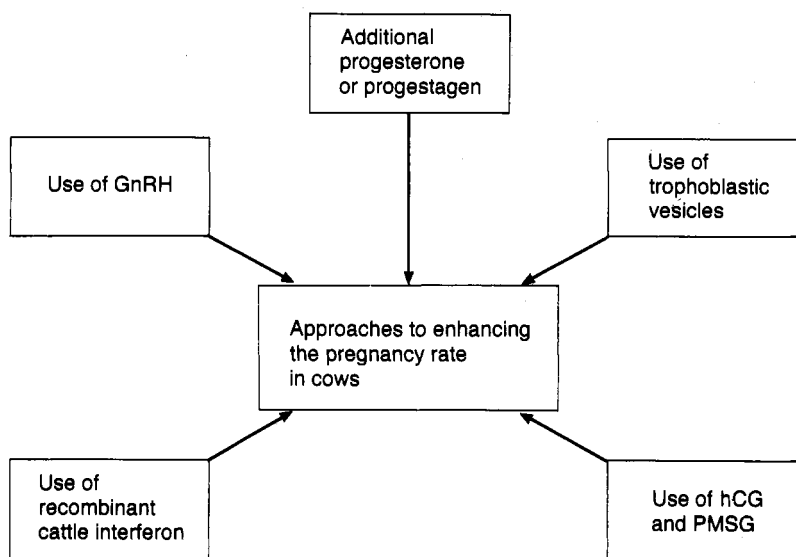 Additional
progesterone
or progestagen
Use of GnRH
Use of
trophoblastic
vesicles
Approaches to enhancing
the pregnancy rate
in cows
Use of
recombinant
cattle interferon
Use of hCG
and PMSG